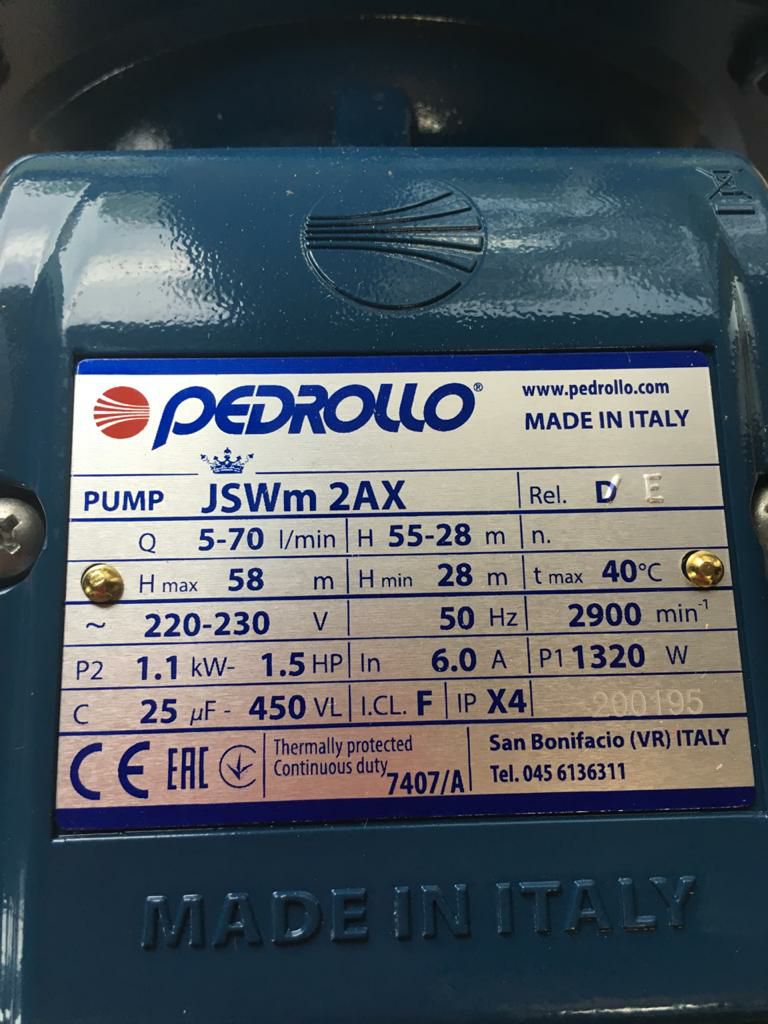 PEDROLLO®
www.pedrollo.com
MADE IN ITALY
PUMP JSWm 2AX Rel. D E
Q 5-70 l/min H 55-28 m n.
H max 58 m H min 28 m t max 40°C
~ 220-230 V 50 Hz 2900 min⁻¹
P2 1.1 kW- 1.5 HP In 6.0 A P1 1320 W
C 25 µF - 450 VL I.CL. F IP X4 200195
CE EAC
Thermally protected
Continuous duty 7407/A
San Bonifacio (VR) ITALY
Tel. 045 6136311
MADE IN ITALY